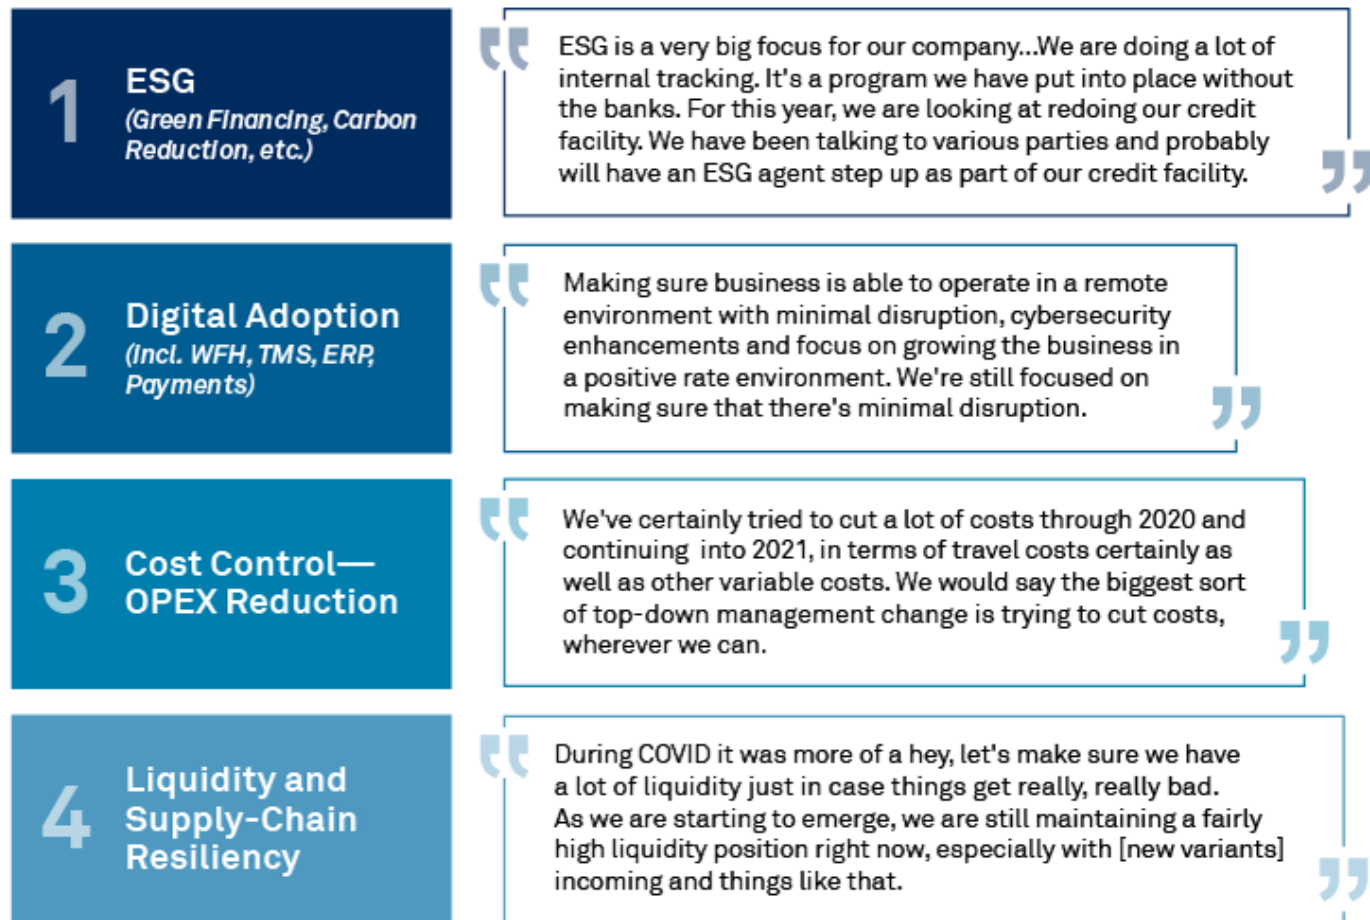 1
ESG
(Green Financing, Carbon
Reduction, etc.)
“
ESG is a very big focus for our company...We are doing a lot of
internal tracking. It's a program we have put into place without
the banks. For this year, we are looking at redoing our credit
facility. We have been talking to various parties and probably
will have an ESG agent step up as part of our credit facility.
”
2
Digital Adoption
(Incl. WFH, TMS, ERP,
Payments)
“
Making sure business is able to operate in a remote
environment with minimal disruption, cybersecurity
enhancements and focus on growing the business in
a positive rate environment. We're still focused on
making sure that there's minimal disruption.
”
3
Cost Control—
OPEX Reduction
“
We've certainly tried to cut a lot of costs through 2020 and
continuing into 2021, in terms of travel costs certainly as
well as other variable costs. We would say the biggest sort
of top-down management change is trying to cut costs,
wherever we can.
”
4
Liquidity and
Supply-Chain
Resiliency
“
During COVID it was more of a hey, let's make sure we have
a lot of liquidity just in case things get really, really bad.
As we are starting to emerge, we are still maintaining a fairly
high liquidity position right now, especially with [new variants]
incoming and things like that.
”